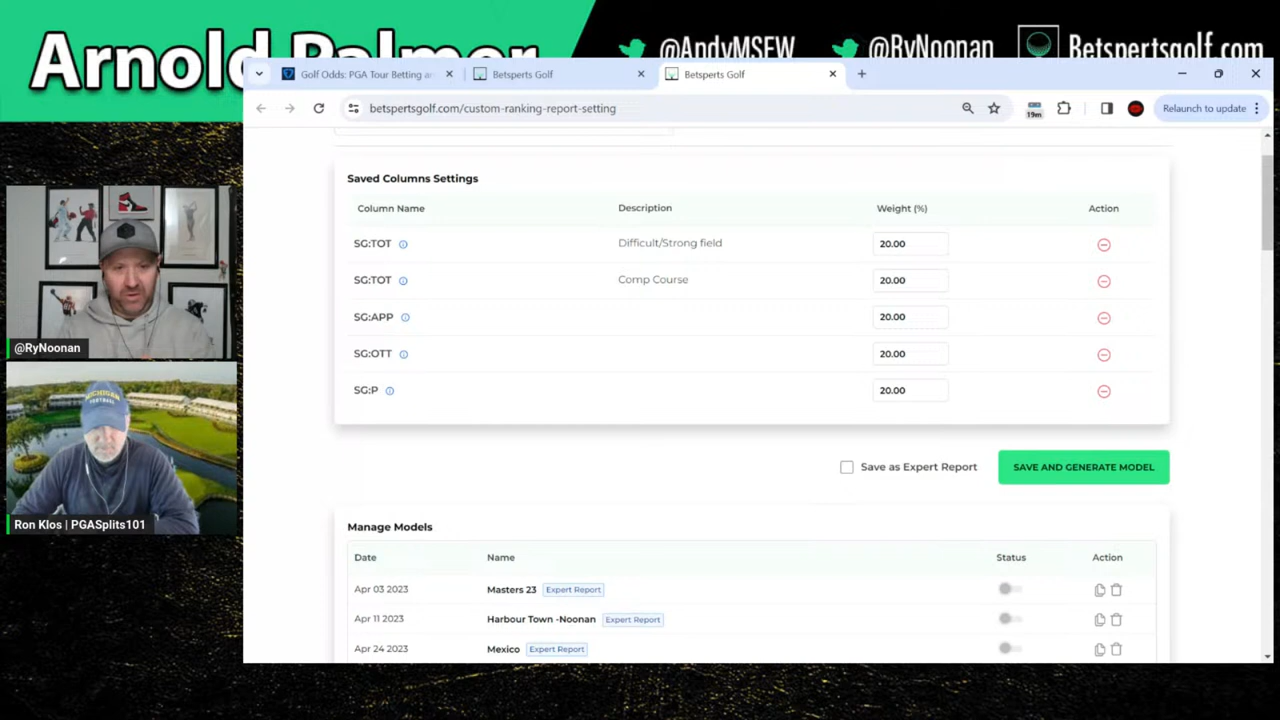 Arnold Palmer
@AndyMSFW
@RyNoonan
Betspertsgolf.com
Golf Odds: PGA Tour Betting an
Betsperts Golf
Betsperts Golf
betspertsgolf.com/custom-ranking-report-setting
19m
Relaunch to update
Saved Columns Settings
Column Name Description Weight (%) Action
SG:TOT Difficult/Strong field 20.00
SG:TOT Comp Course 20.00
SG:APP 20.00
SG:OTT 20.00
SG:P 20.00
Save as Expert Report SAVE AND GENERATE MODEL
Manage Models
Date Name Status Action
Apr 03 2023 Masters 23 Expert Report
Apr 11 2023 Harbour Town -Noonan Expert Report
Apr 24 2023 Mexico Expert Report
@RyNoonan
MICHIGAN
FOOTBALL
Ron Klos | PGASplits101